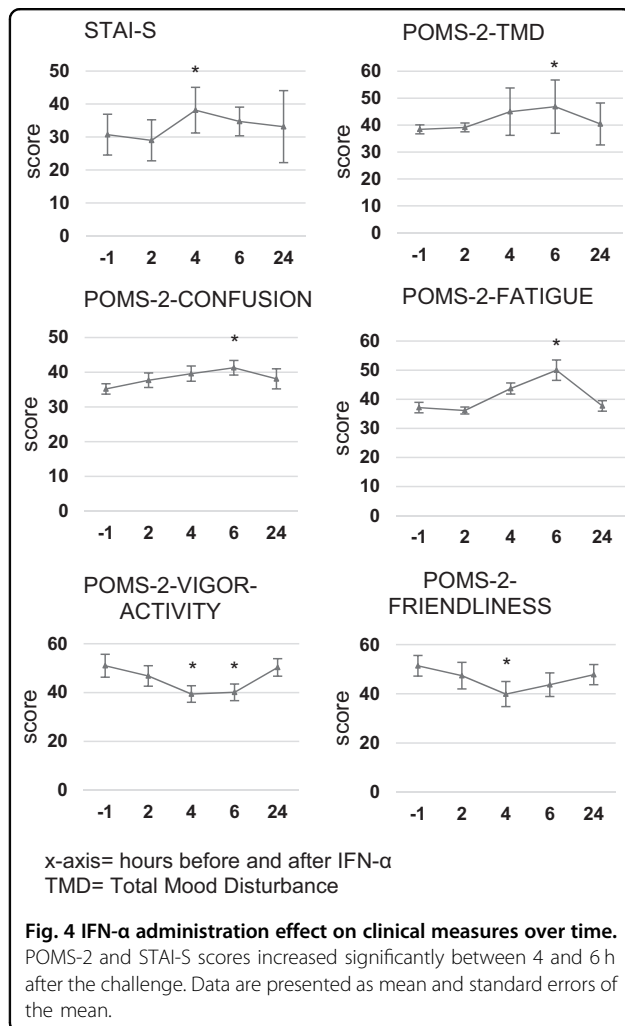 STAI-S
*
50
40
30
20
10
0
score
-1 2 4 6 24
POMS-2-TMD
*
60
50
40
30
20
10
0
score
-1 2 4 6 24
POMS-2-CONFUSION
*
50
40
30
20
10
0
score
-1 2 4 6 24
POMS-2-FATIGUE
*
60
50
40
30
20
10
0
score
-1 2 4 6 24
POMS-2-VIGOR-
ACTIVITY
* *
60
40
20
0
score
-1 2 4 6 24
POMS-2-
FRIENDLINESS
*
60
40
20
0
score
-1 2 4 6 24
x-axis= hours before and after IFN-α
TMD= Total Mood Disturbance
Fig. 4 IFN-α administration effect on clinical measures over time.
POMS-2 and STAI-S scores increased significantly between 4 and 6 h
after the challenge. Data are presented as mean and standard errors of
the mean.